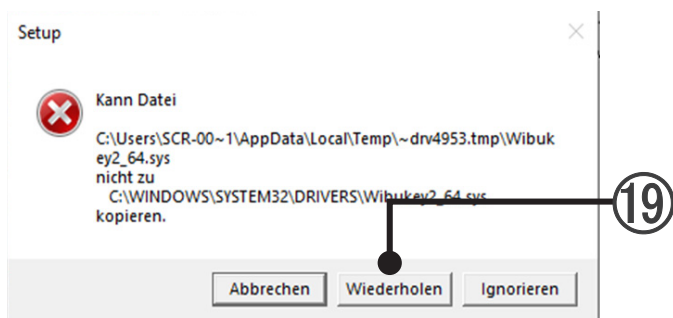 Setup
Kann Datei
C:\Users\SCR-00~1\AppData\Local\Temp\~drv4953.tmp\Wibuk
ey2_64.sys
nicht zu
C:\WINDOWS\SYSTEM32\DRIVERS\Wibukey2_64.sys
kopieren.
⑲
Abbrechen
Wiederholen
Ignorieren